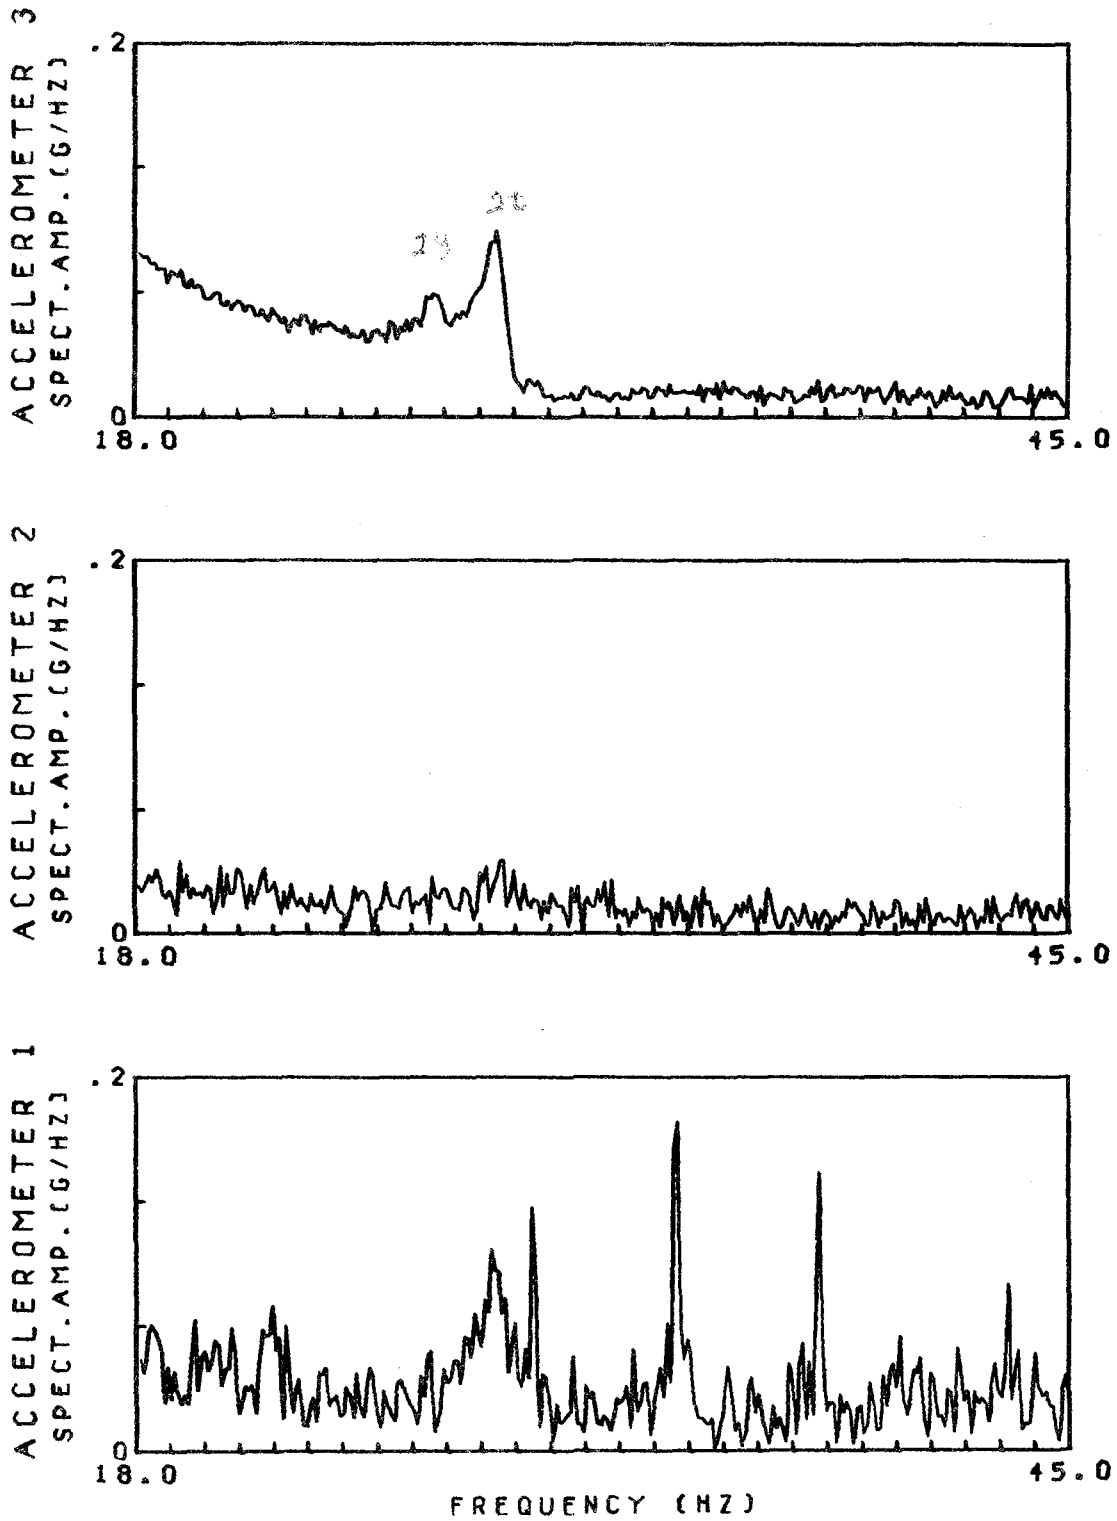 ACCELEROMETER 3
SPECT.AMP.(G/HZ)
.2
0
18.0
45.0
ACCELEROMETER 2
SPECT.AMP.(G/HZ)
.2
0
18.0
45.0
ACCELEROMETER 1
SPECT.AMP.(G/HZ)
.2
0
18.0
45.0
FREQUENCY (HZ)